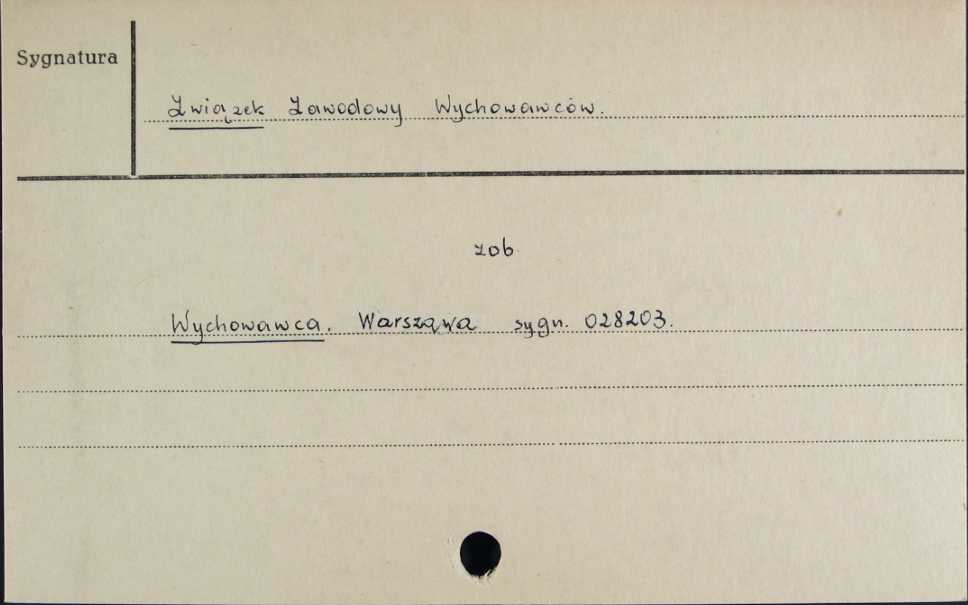 Sygnatura
Związek Zawodowy Wychowawców.
zob
Wychowawca. Warszawa sygn. 028203.